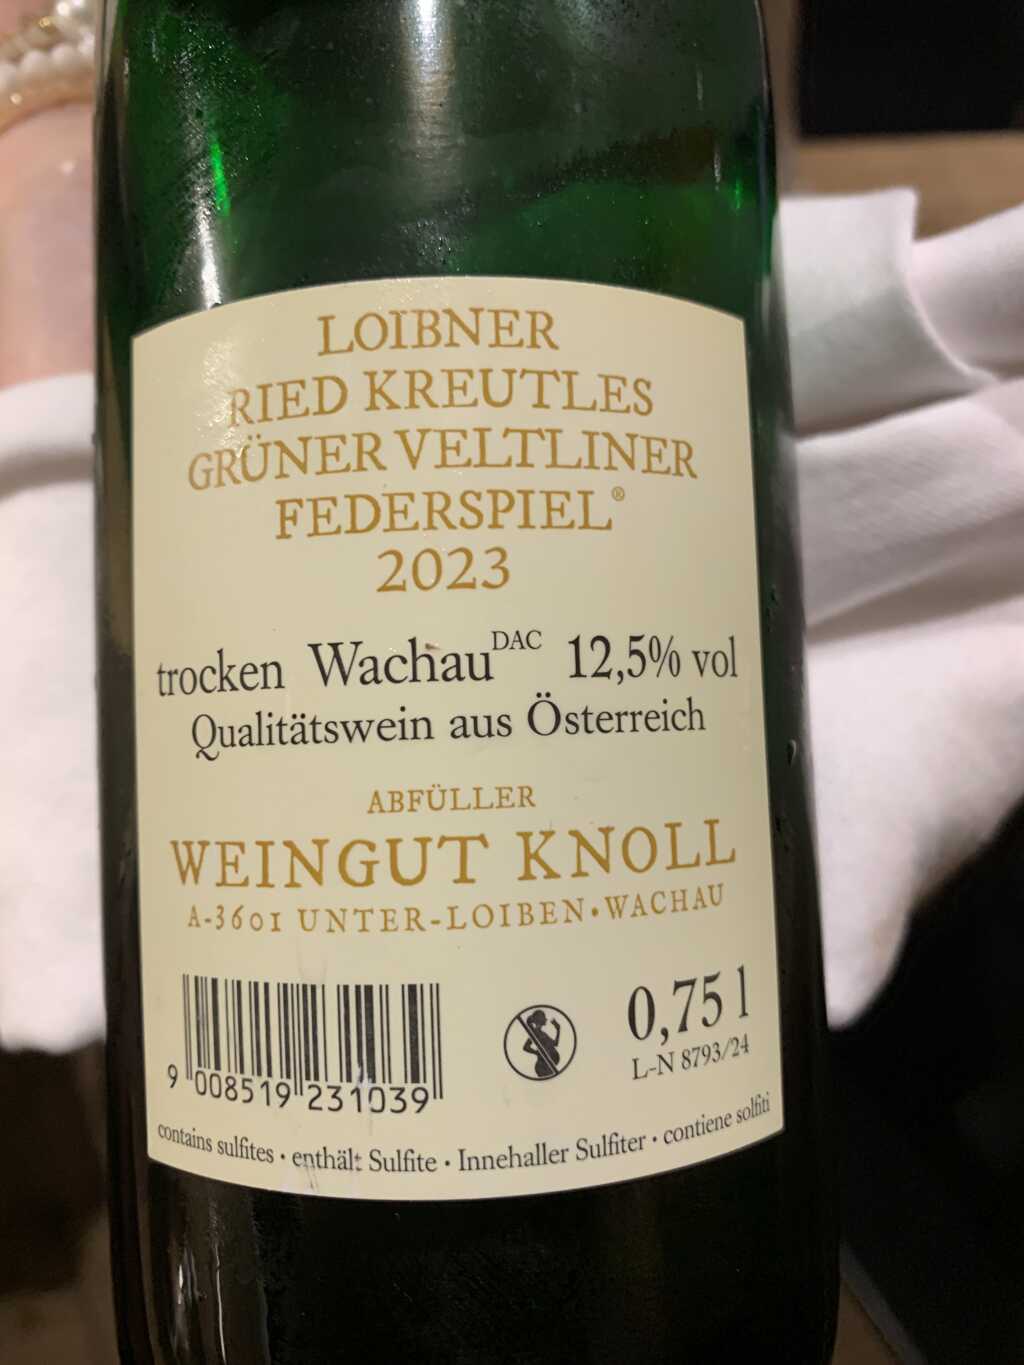 LOIBNER
RIED KREUTLES
GRÜNER VELTLINER
FEDERSPIEL®
2023
trocken Wachau DAC 12,5% vol
Qualitätswein aus Österreich
ABFÜLLER
WEINGUT KNOLL
A-3601 UNTER-LOIBEN•WACHAU
0,75 l
L-N 8793/24
9 008519 231039
contains sulfites • enthält Sulfite • Innehaller Sulfiter • contiene solfiti